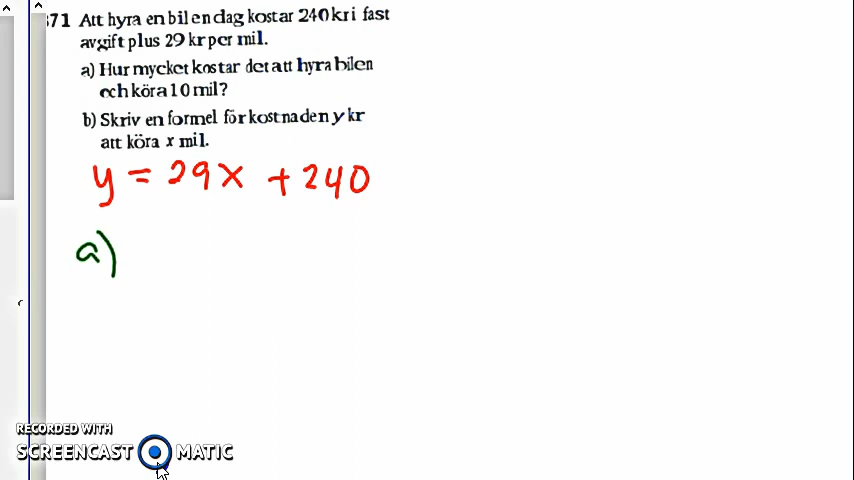 371 Att hyra en bil en dag kostar 240 kr i fast
avgift plus 29 kr per mil.
a) Hur mycket kostar det att hyra bilen
och köra 10 mil?
b) Skriv en formel för kostnaden y kr
att köra x mil.
y = 29x + 240
a)
RECORDED WITH
SCREENCAST MATIC